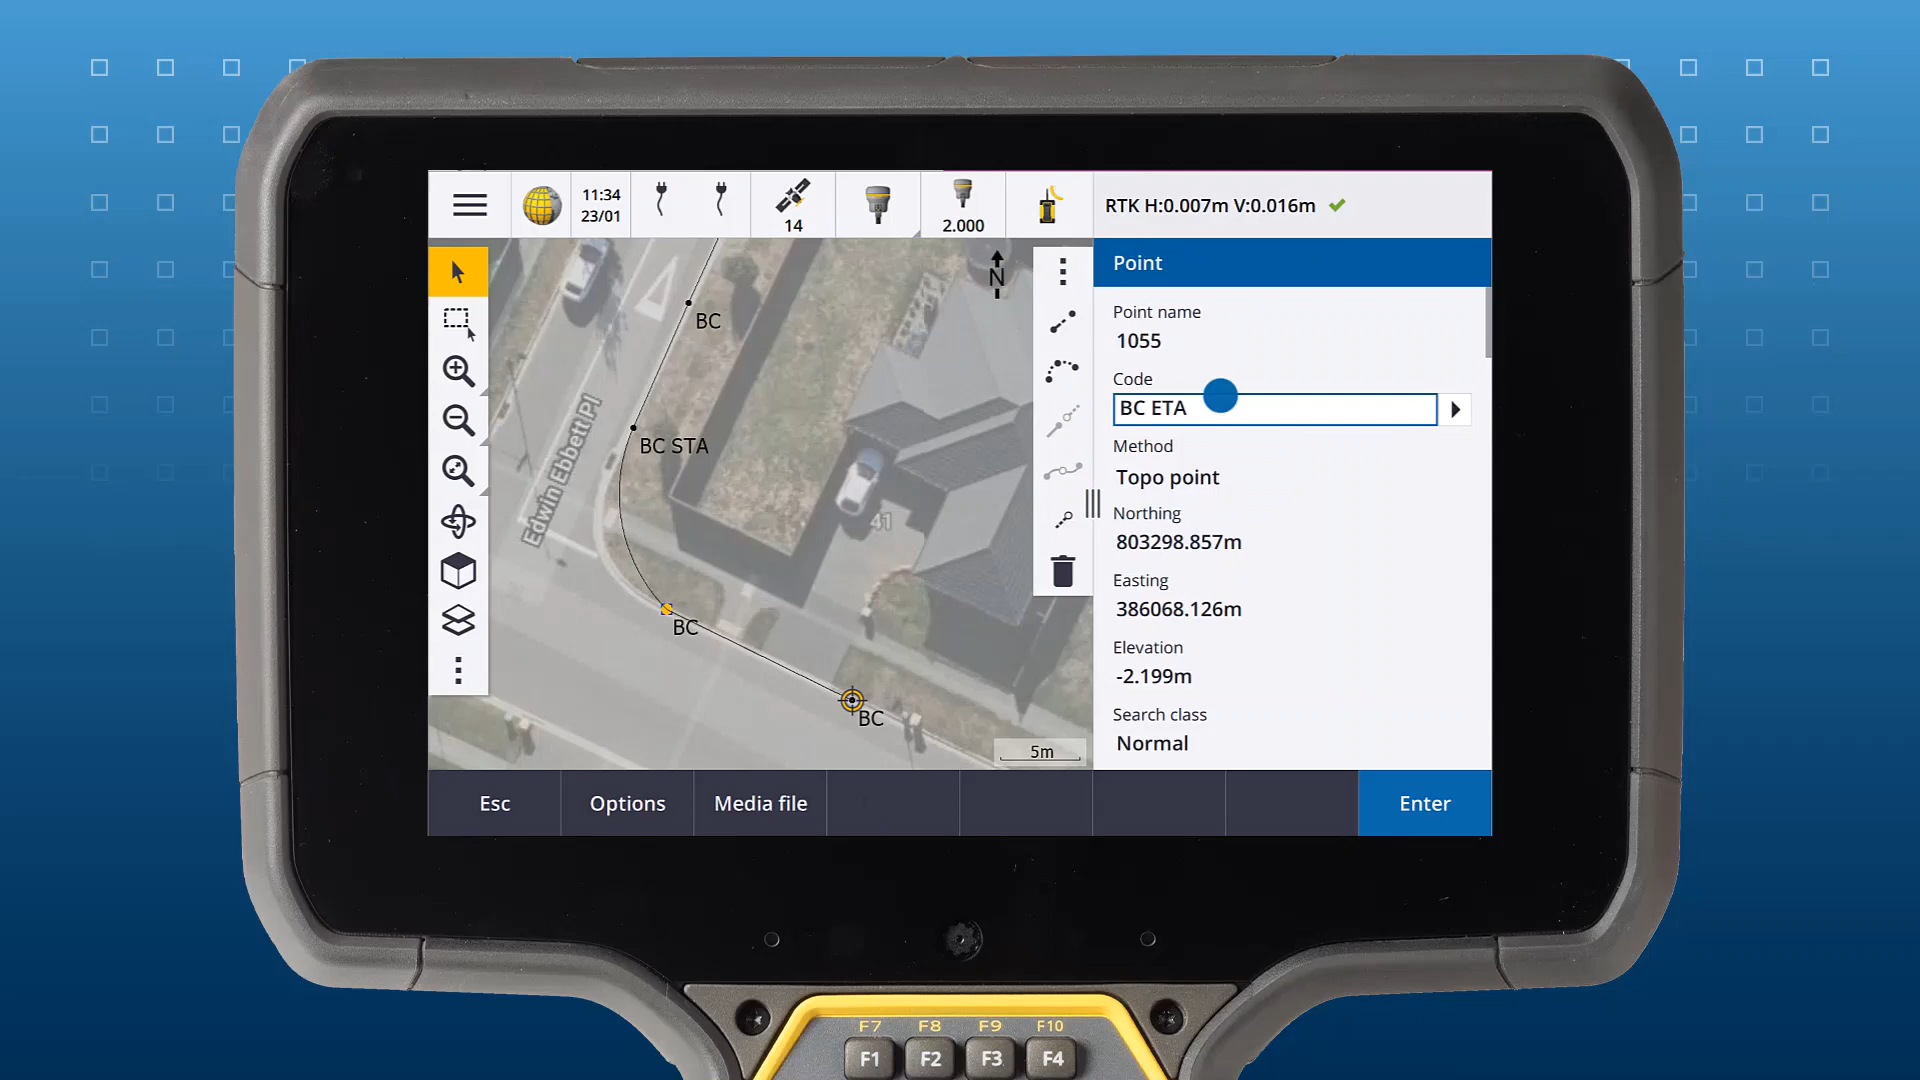 11:34
23/01
14
2.000
RTK H:0.007m V:0.016m
N
Point
Point name
1055
Code
BC ETA
Method
Topo point
Northing
803298.857m
Easting
386068.126m
Elevation
-2.199m
Search class
Normal
BC
BC STA
Edwin Ebbett Pl
41
BC
BC
5m
Esc
Options
Media file
Enter
F7 F8 F9 F10
F1 F2 F3 F4